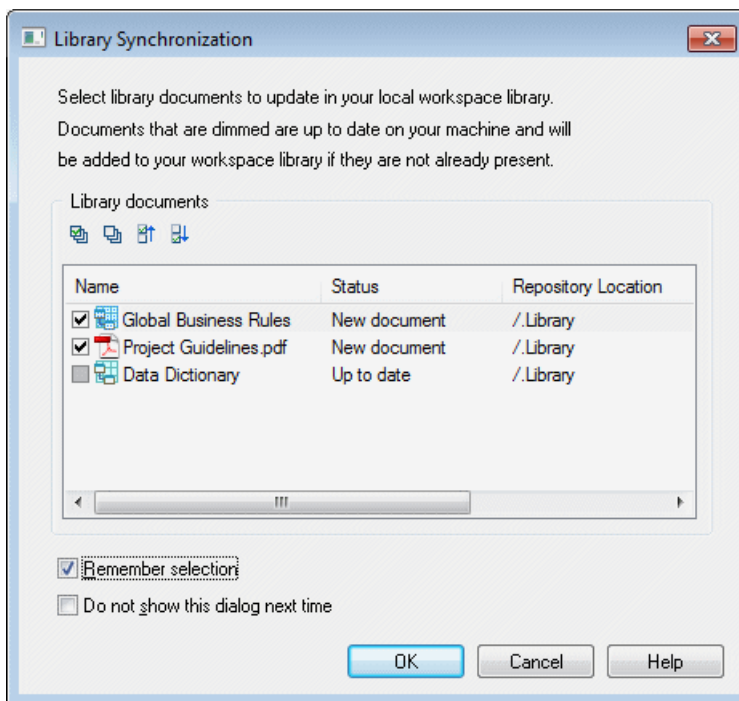 Library Synchronization
Select library documents to update in your local workspace library.
Documents that are dimmed are up to date on your machine and will
be added to your workspace library if they are not already present.
Library documents
Name Status Repository Location
Global Business Rules New document /.Library
Project Guidelines.pdf New document /.Library
Data Dictionary Up to date /.Library
Remember selection
Do not show this dialog next time
OK Cancel Help